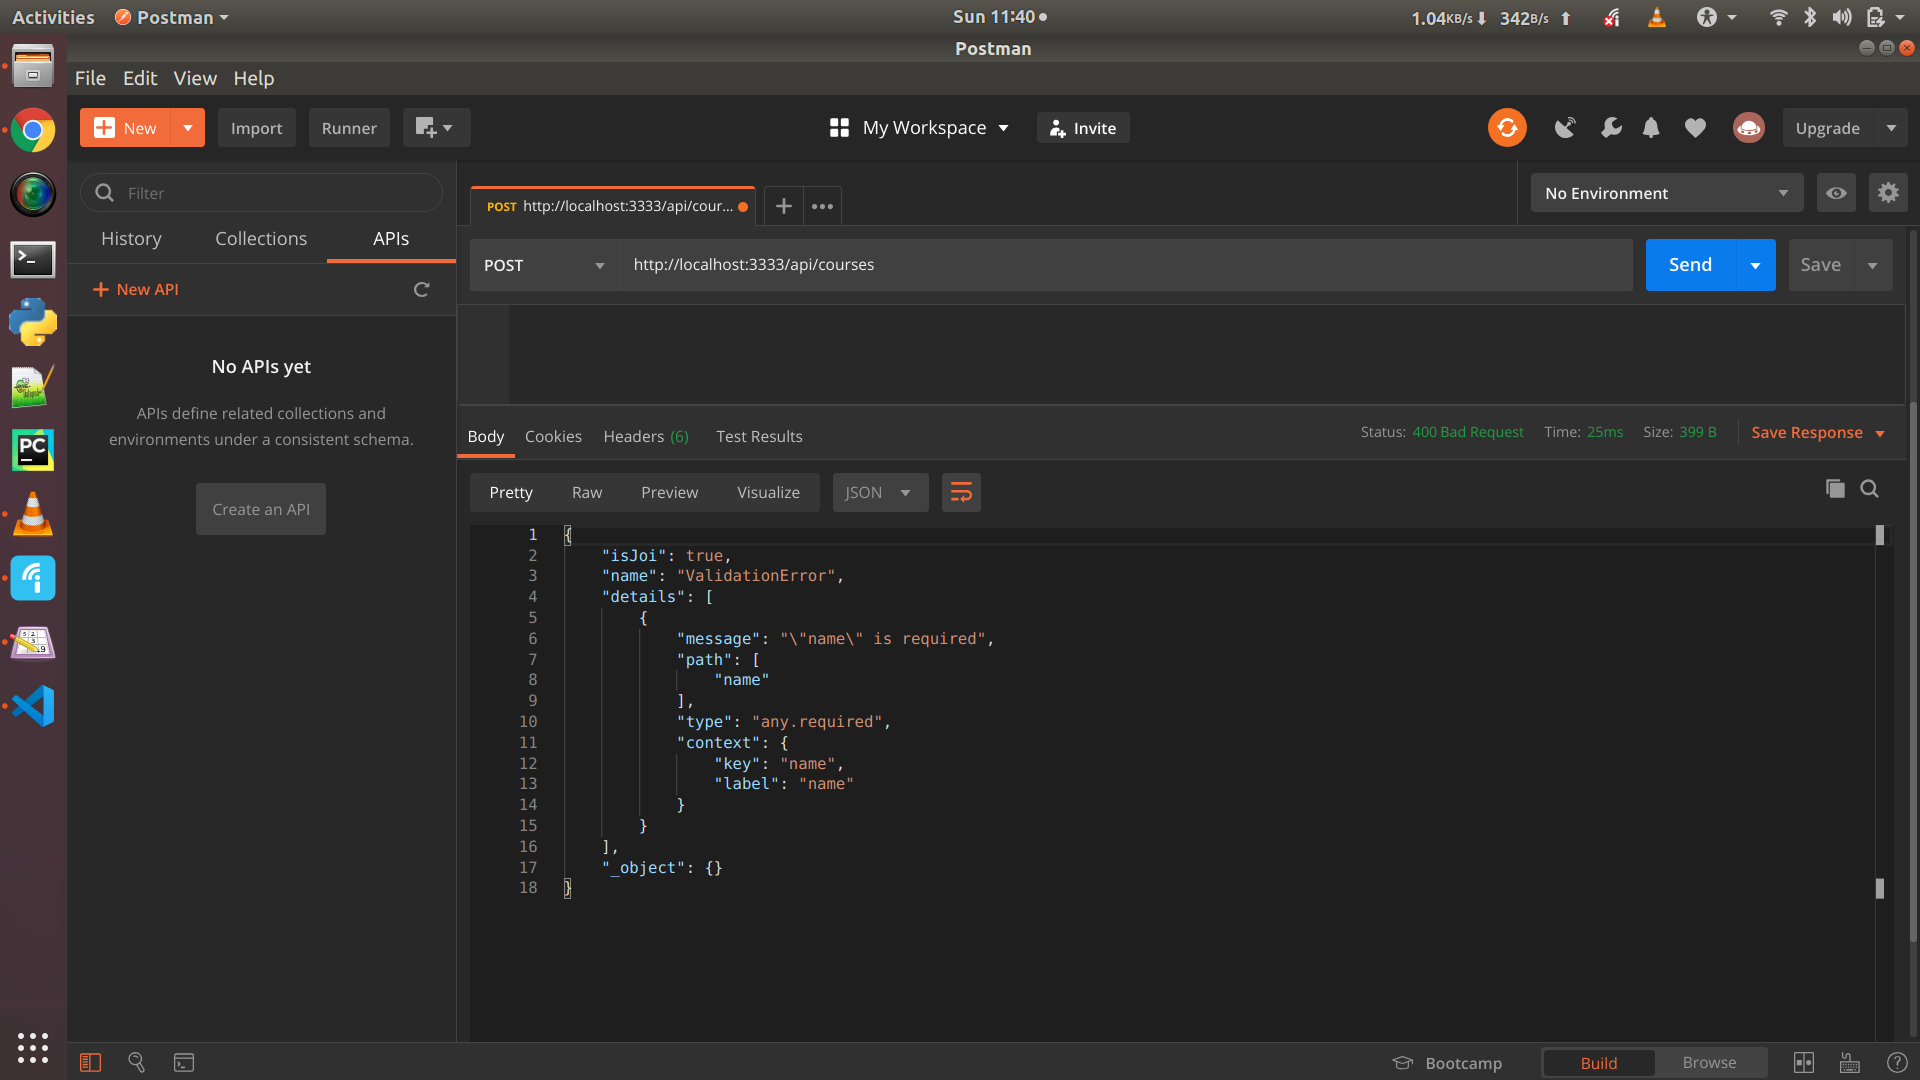 Activities Postman Sun 11:40 1.04KB/s 342B/s
Postman
File Edit View Help
New Import Runner My Workspace Invite Upgrade
Filter
POST http://localhost:3333/api/cour... No Environment
History Collections APIs
POST http://localhost:3333/api/courses Send Save
New API
No APIs yet
APIs define related collections and
environments under a consistent schema.
Create an API
Body Cookies Headers (6) Test Results Status: 400 Bad Request Time: 25ms Size: 399 B Save Response
Pretty Raw Preview Visualize JSON
1 {
2 "isJoi": true,
3 "name": "ValidationError",
4 "details": [
5 {
6 "message": "\"name\" is required",
7 "path": [
8 "name"
9 ],
10 "type": "any.required",
11 "context": {
12 "key": "name",
13 "label": "name"
14 }
15 }
16 ],
17 "_object": {}
18 }
PC
Bootcamp Build Browse